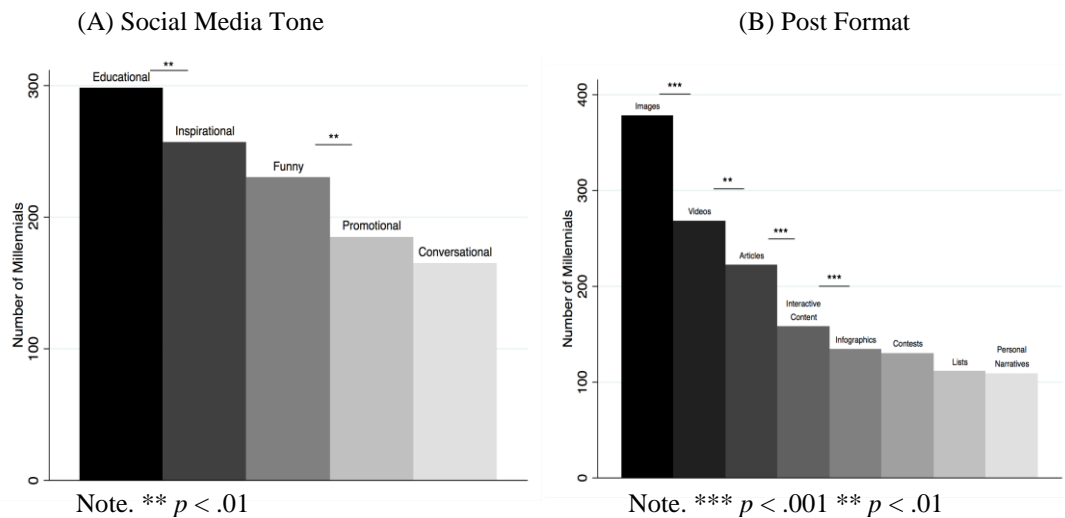 (A) Social Media Tone
Number of Millennials
300
200
100
0
Educational
**
Inspirational
Funny
**
Promotional
Conversational
Note. ** p < .01
(B) Post Format
Number of Millennials
400
300
200
100
0
Images
***
Videos
**
Articles
***
Interactive
Content
***
Infographics
Contests
Lists
Personal
Narratives
Note. *** p < .001 ** p < .01